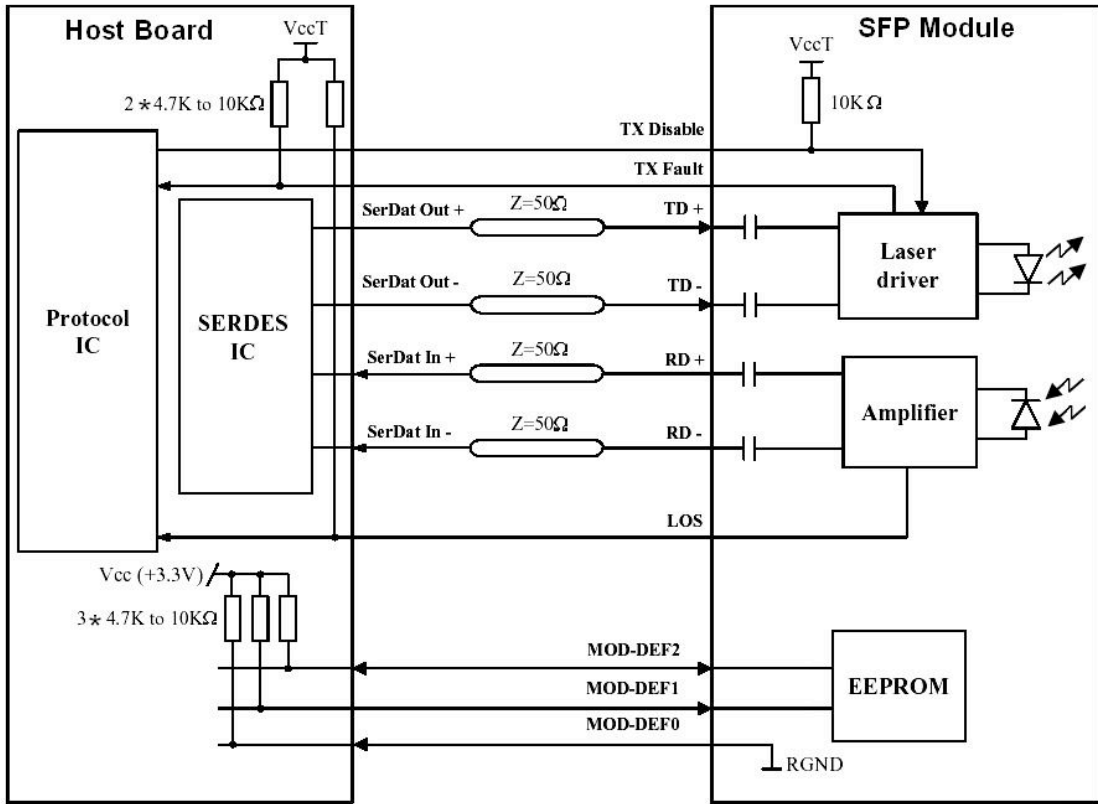 Host Board
SFP Module
VccT
VccT
2*4.7K to 10KΩ
10KΩ
TX Disable
TX Fault
SerDat Out +
Z=50Ω
TD +
SerDat Out -
Z=50Ω
TD -
Laser
driver
Protocol
IC
SERDES
IC
SerDat In +
Z=50Ω
RD +
SerDat In -
Z=50Ω
RD -
Amplifier
LOS
Vcc (+3.3V)
3*4.7K to 10KΩ
MOD-DEF2
MOD-DEF1
MOD-DEF0
EEPROM
RGND